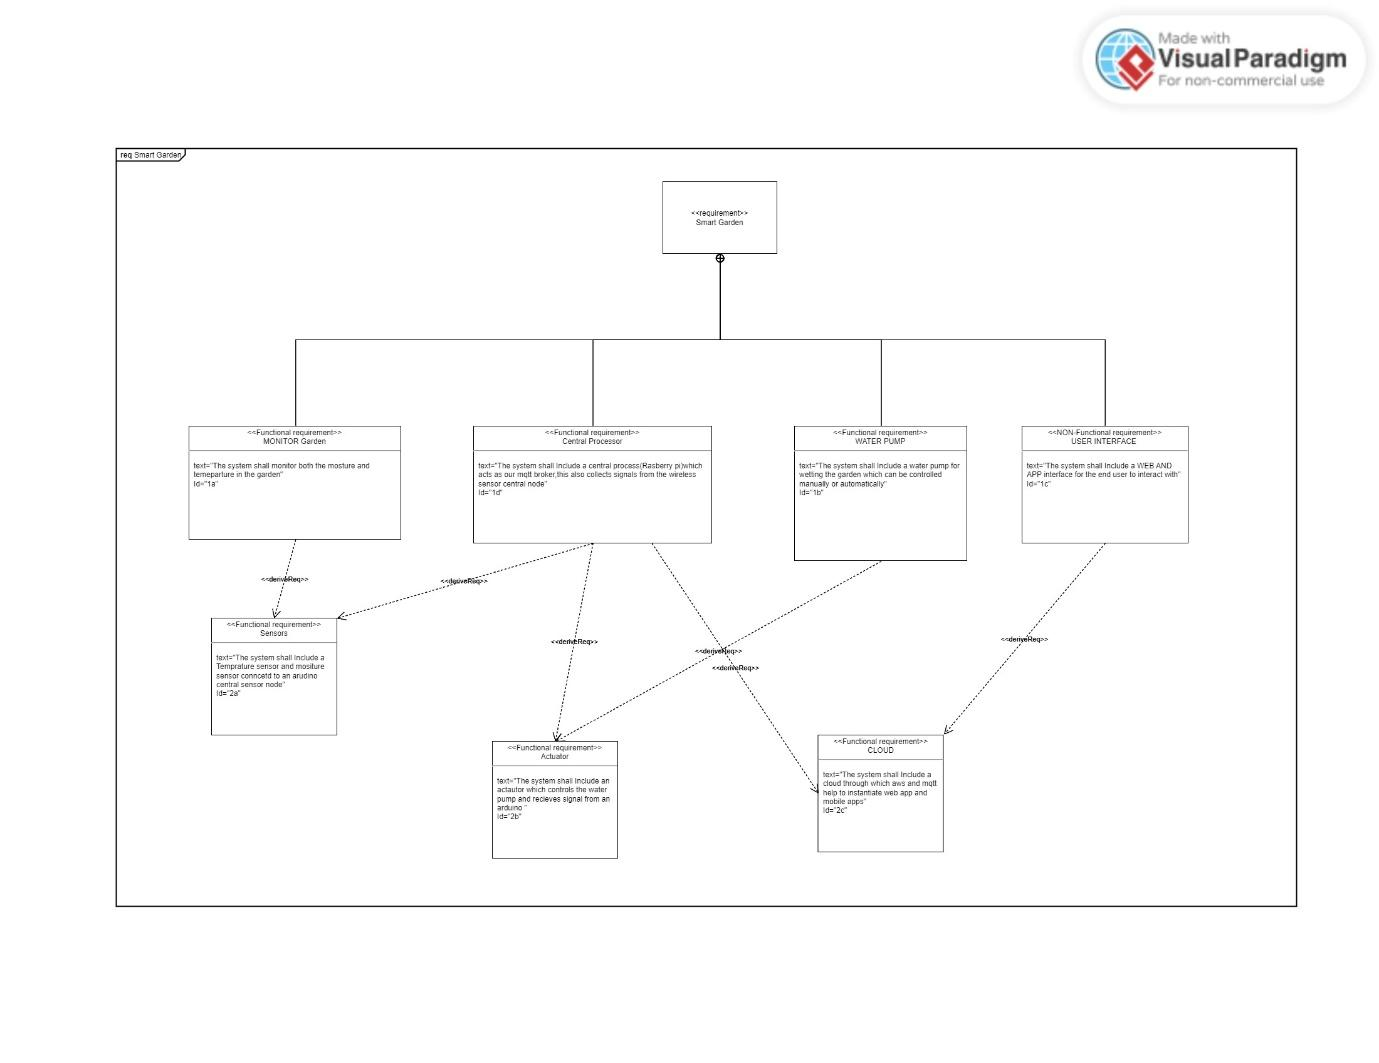 Made with
Visual Paradigm
For non-commercial use
req Smart Garden
<<requirement>>
Smart Garden
<<Functional requirement>>
MONITOR Garden
text="The system shall monitor both the mosture and
temeparture in the garden"
Id="1a"
<<Functional requirement>>
Central Processor
text="The system shall Include a central process(Rasberry pi)which
acts as our mqtt broker,this also collects signals from the wireless
sensor central node"
Id="1d"
<<Functional requirement>>
WATER PUMP
text="The system shall Include a water pump for
wetting the garden which can be controlled
manually or automatically"
Id="1b"
<<NON-Functional requirement>>
USER INTERFACE
text="The system shall Include a WEB AND
APP interface for the end user to interact with"
Id="1c"
<<deriveReq>>
<<deriveReq>>
<<deriveReq>>
<<deriveReq>>
<<deriveReq>>
<<deriveReq>>
<<Functional requirement>>
Sensors
text="The system shall Include a
Temprature sensor and mositure
sensor conncetd to an arudino
central sensor node"
Id="2a"
<<Functional requirement>>
Actuator
text="The system shall Include an
actautor which controls the water
pump and recieves signal from an
arduino "
Id="2b"
<<Functional requirement>>
CLOUD
text="The system shall Include a
cloud through which aws and mqtt
help to instantiate web app and
mobile apps"
Id="2c"